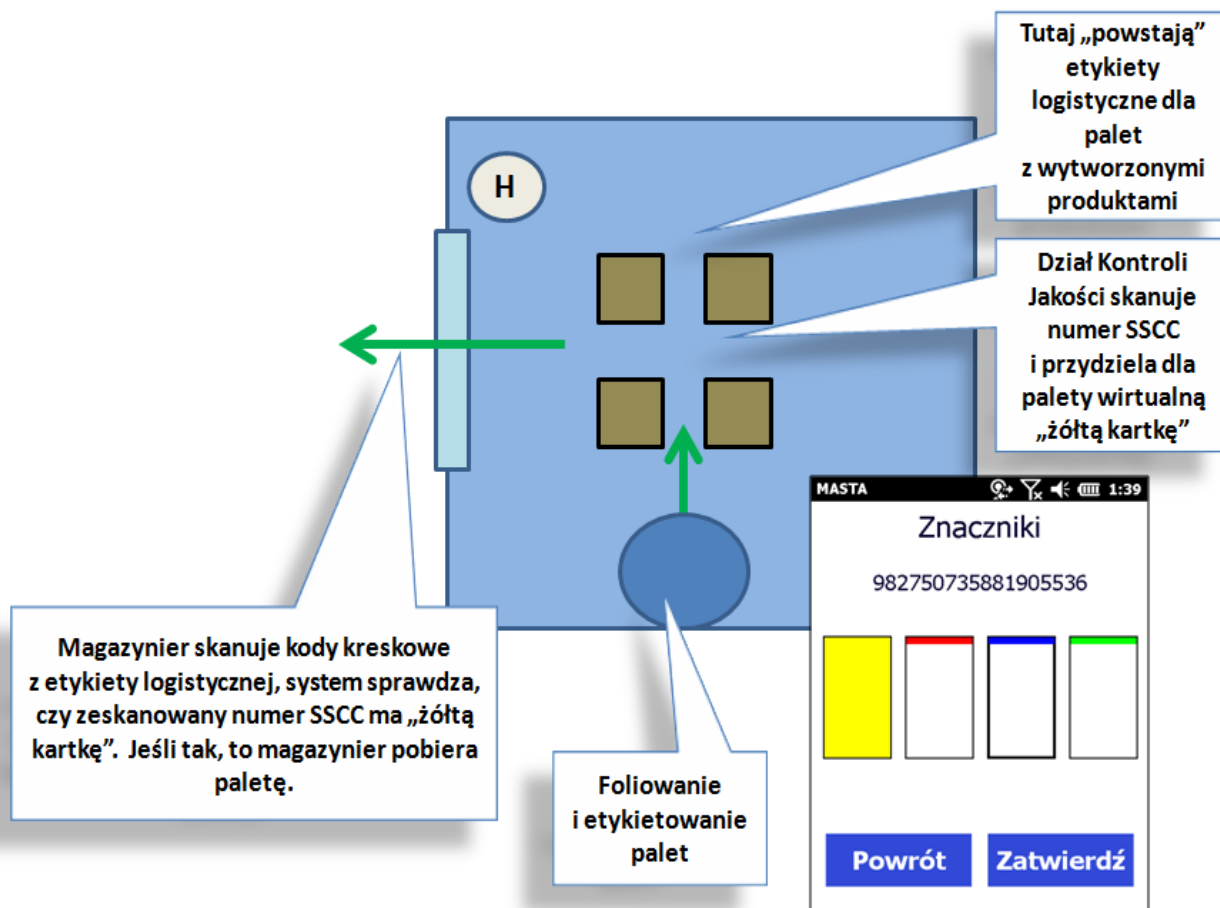 Tutaj „powstają”
etykiety
logistyczne dla
palet
z wytworzonymi
produktami
H
Dział Kontroli
Jakości skanuje
numer SSCC
i przydziela dla
palety wirtualną
„żółtą kartkę”
MASTA 1:39
Znaczniki
982750735881905536
Magazynier skanuje kody kreskowe
z etykiety logistycznej, system sprawdza,
czy zeskanowany numer SSCC ma „żółtą
kartkę”. Jeśli tak, to magazynier pobiera
paletę.
Foliowanie
i etykietowanie
palet
Powrót Zatwierdź